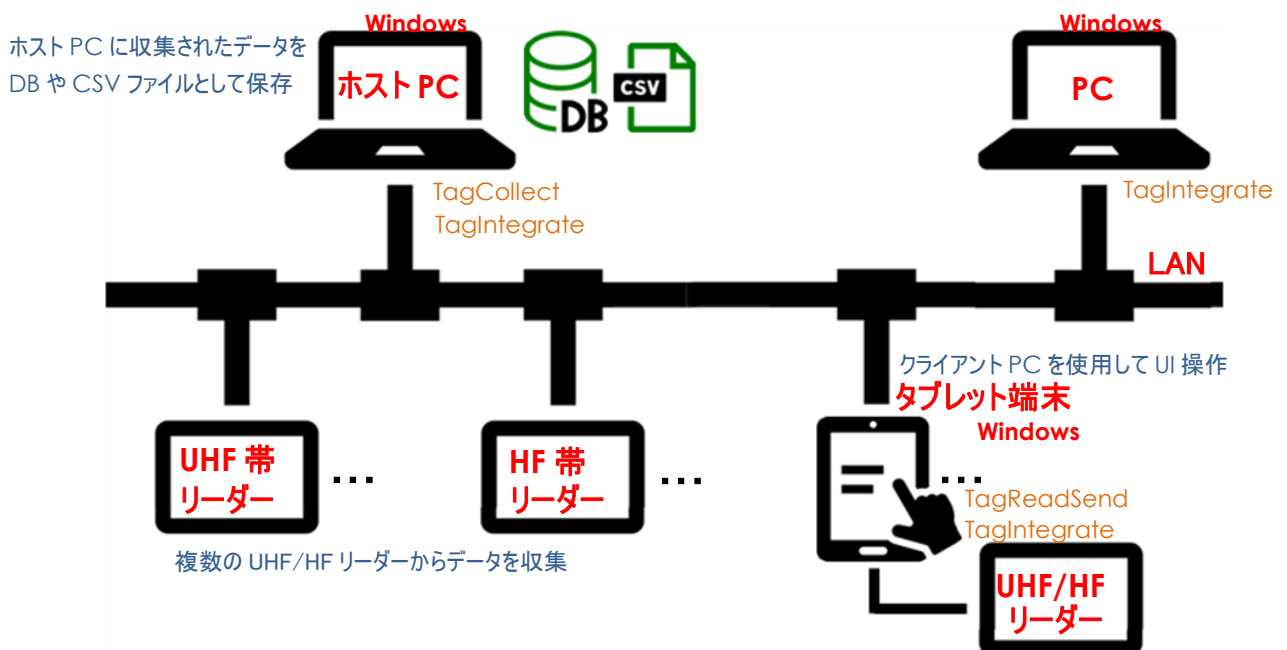 Windows
ホスト PC に収集されたデータを
DB や CSV ファイルとして保存
ホスト PC
DB
CSV
TagCollect
TagIntegrate
Windows
PC
TagIntegrate
LAN
UHF 帯
リーダー
…
HF 帯
リーダー
…
複数の UHF/HF リーダーからデータを収集
クライアント PC を使用して UI 操作
タブレット端末
Windows
…
TagReadSend
TagIntegrate
UHF/HF
リーダー